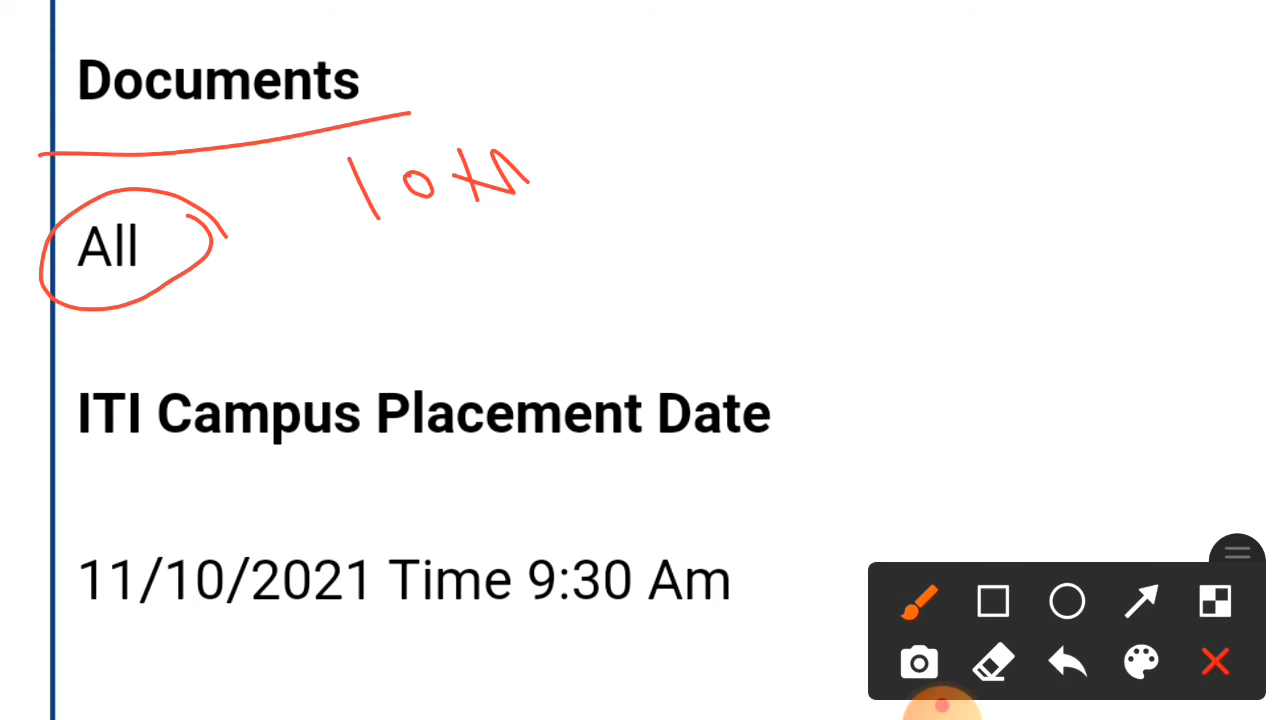 Documents
10th
All
ITI Campus Placement Date
11/10/2021 Time 9:30 Am